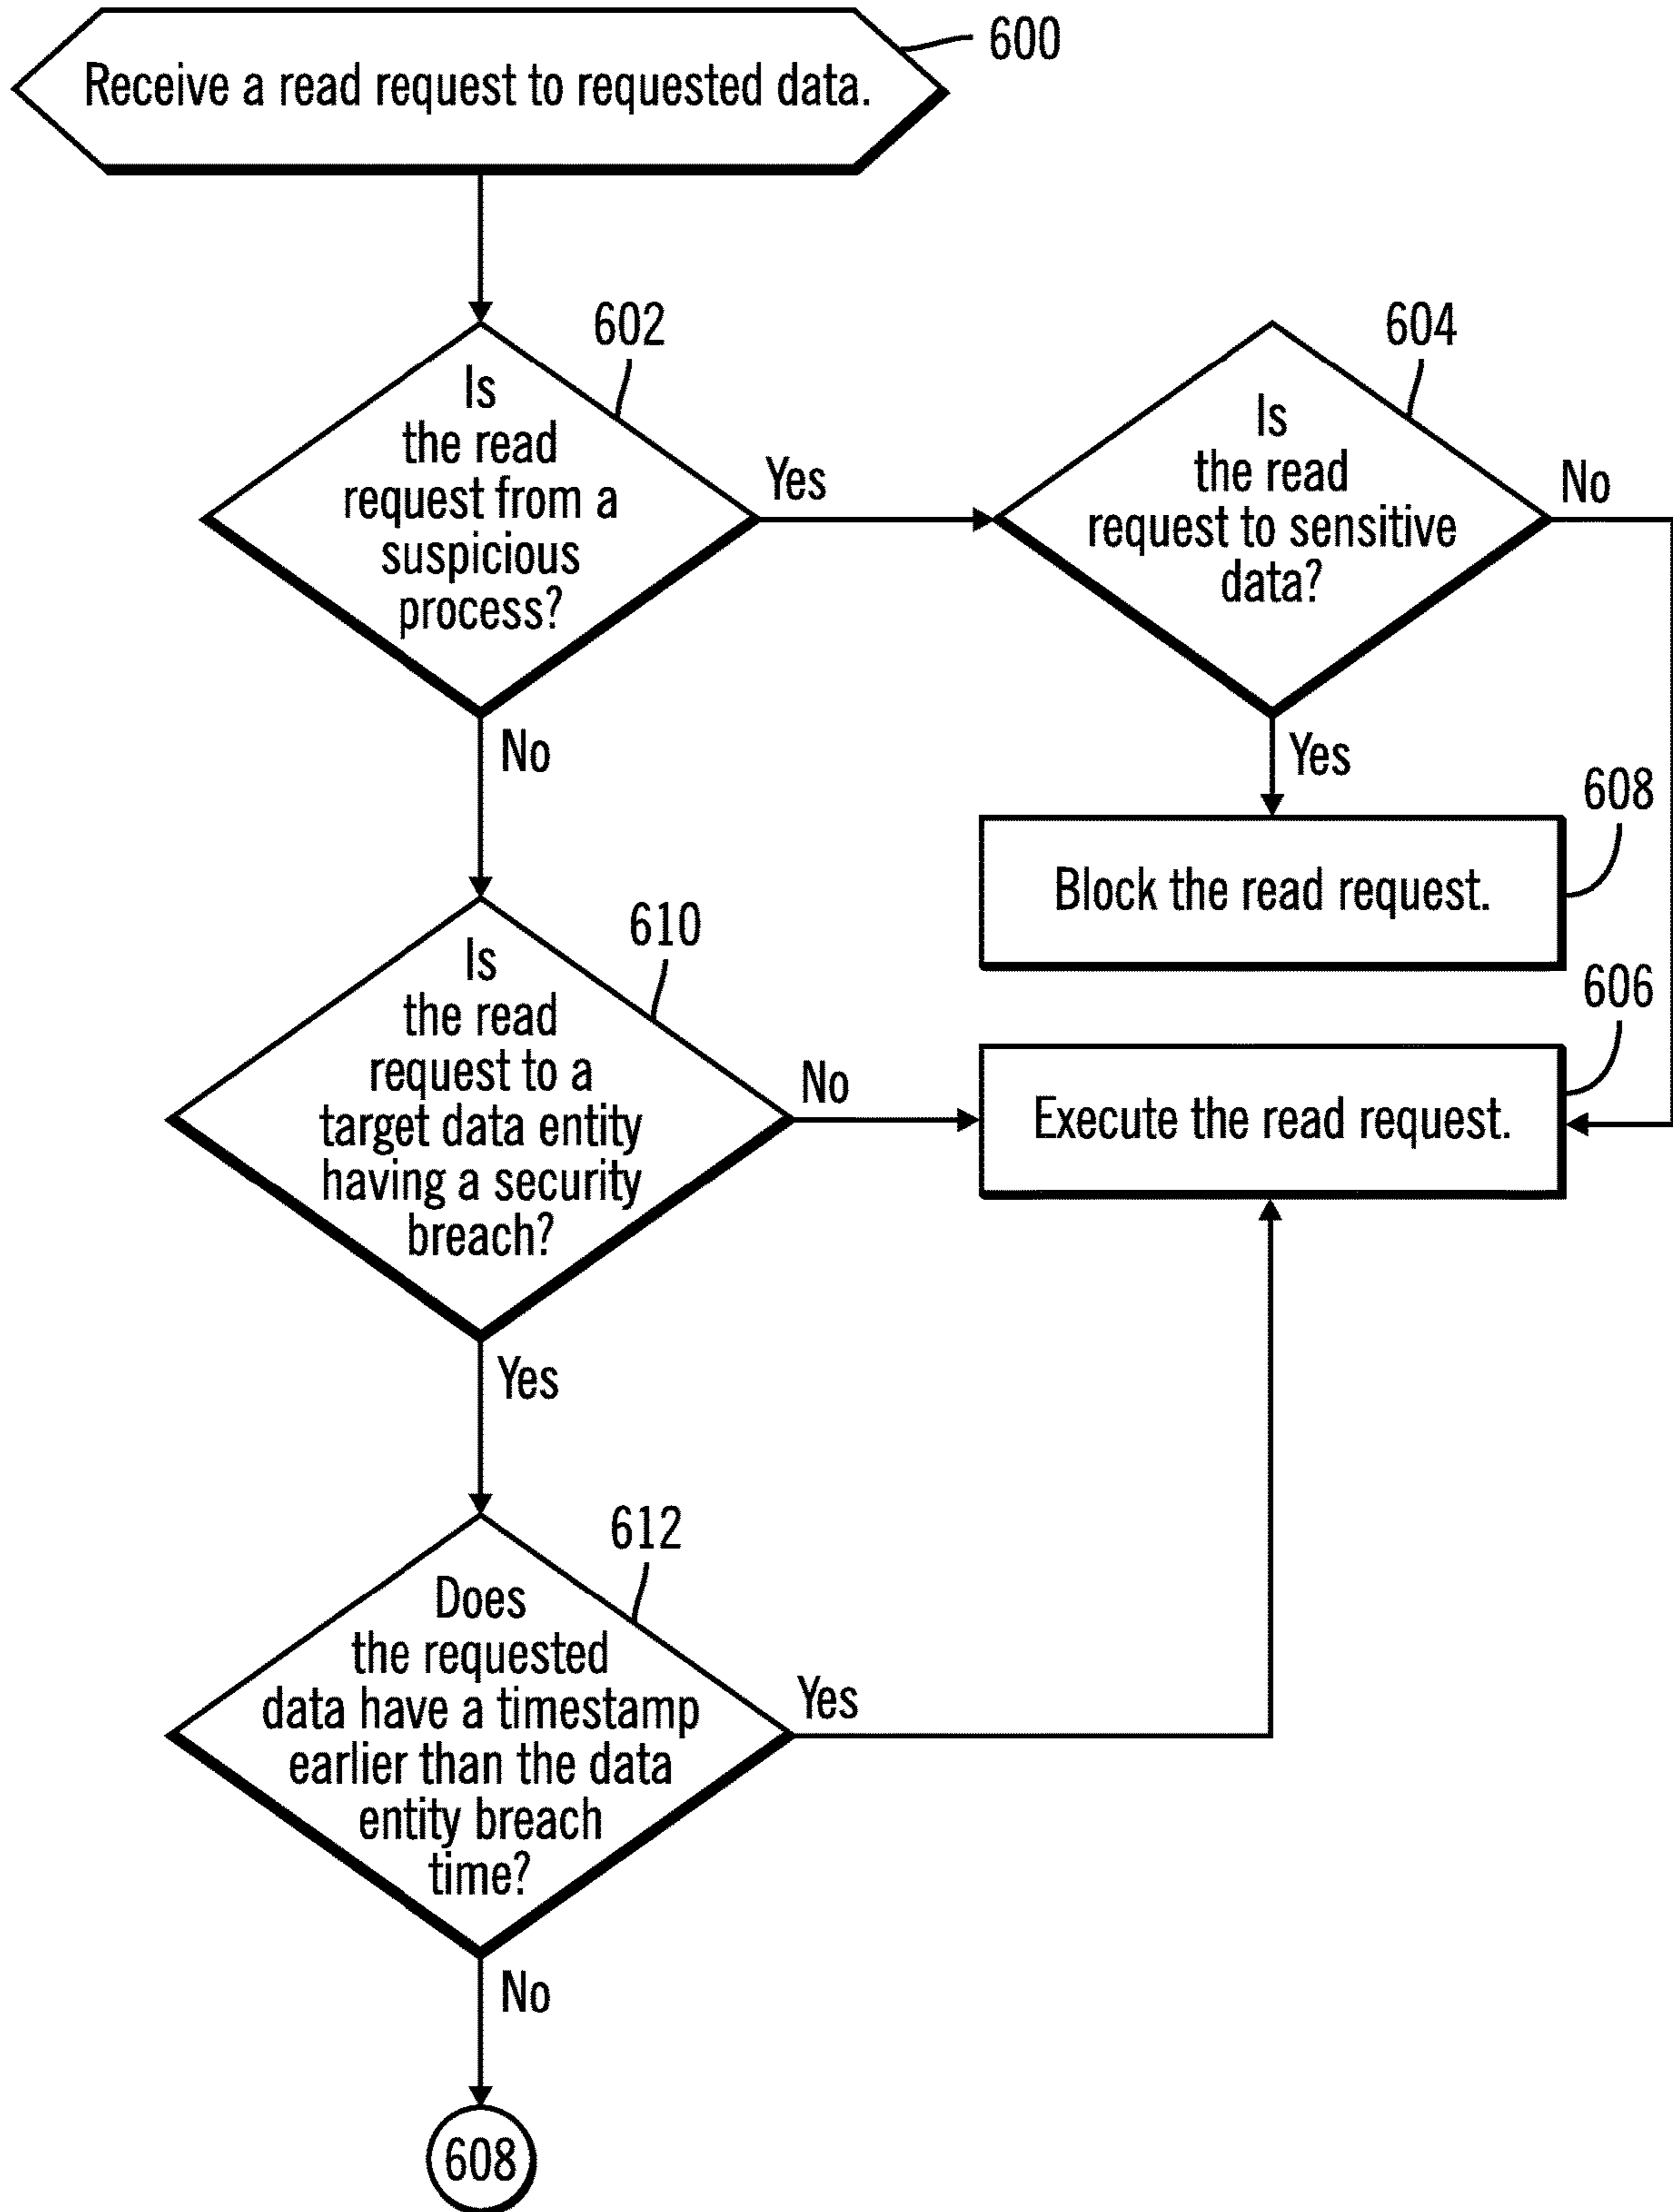 600
Receive a read request to requested data.
602
Is
the read
request from a
suspicious
process?
Yes
No
604
Is
the read
request to sensitive
data?
No
Yes
608
Block the read request.
610
Is
the read
request to a
target data entity
having a security
breach?
No
Yes
606
Execute the read request.
612
Does
the requested
data have a timestamp
earlier than the data
entity breach
time?
Yes
No
608